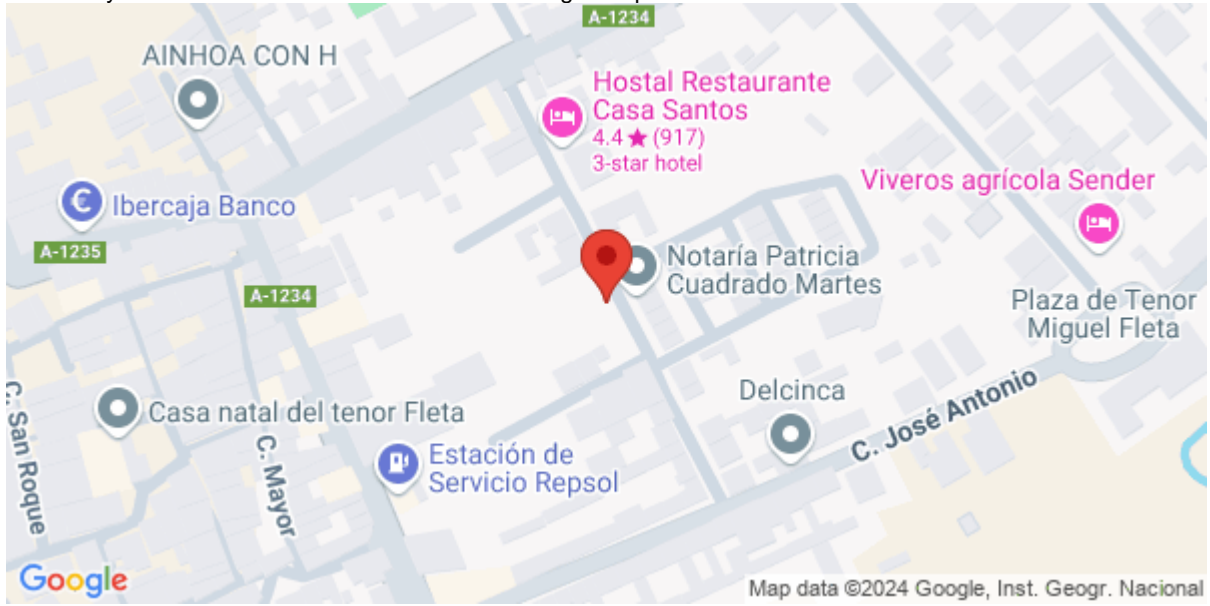 A-1234
AINHOA CON H
Hostal Restaurante
Casa Santos
4.4 ★ (917)
3-star hotel
Viveros agrícola Sender
€ Ibercaja Banco
A-1235
Notaría Patricia
Cuadrado Martes
A-1234
Plaza de Tenor
Miguel Fleta
Delcinca
C. José Antonio
C. San Roque
Casa natal del tenor Fleta
C. Mayor
Estación de
Servicio Repsol
Google
Map data ©2024 Google, Inst. Geogr. Nacional